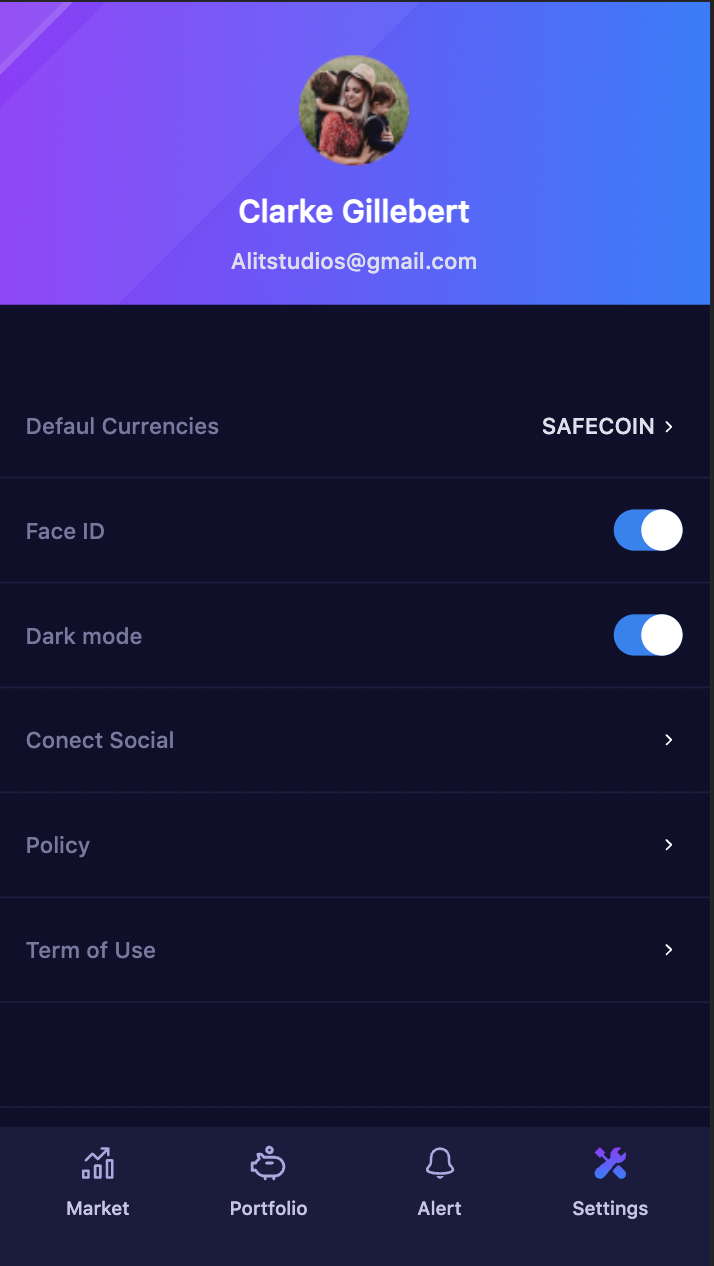 Clarke Gillebert
Alitstudios@gmail.com
Defaul Currencies SAFECOIN
Face ID
Dark mode
Conect Social
Policy
Term of Use
Market Portfolio Alert Settings